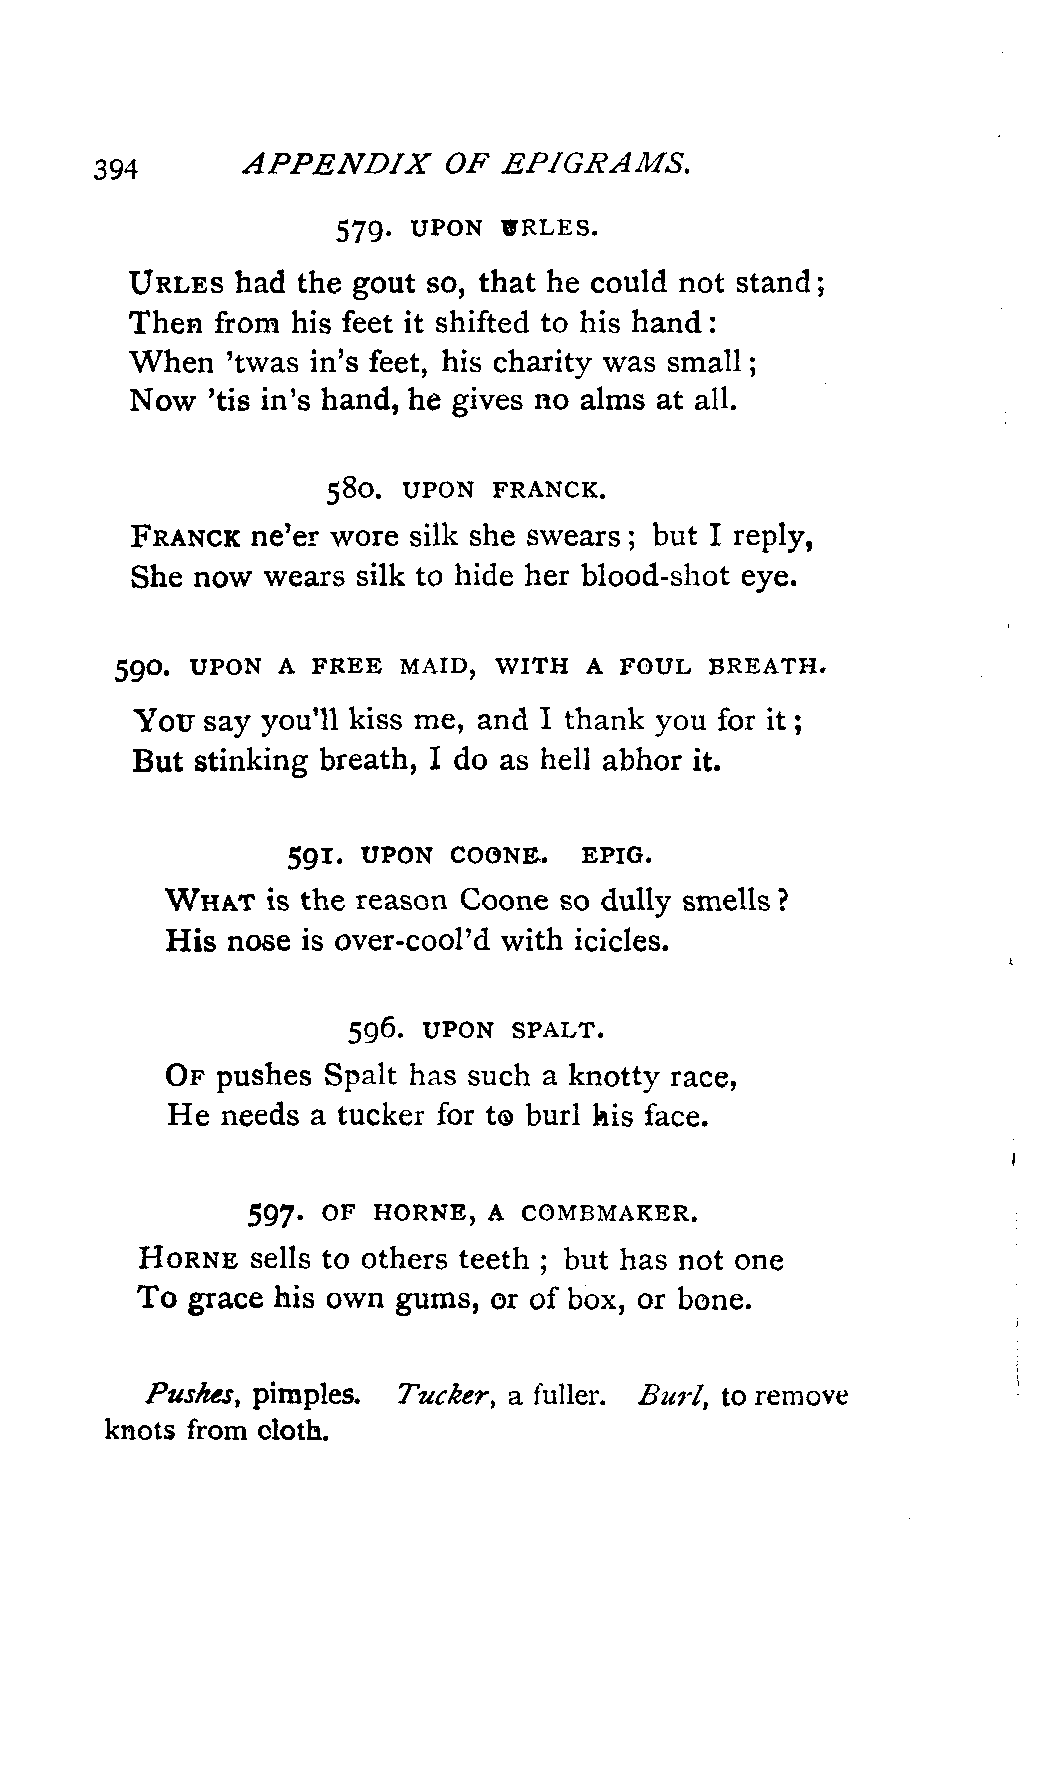 394 APPENDIX OF EPIGRAMS.
579. UPON URLES.
URLES had the gout so, that he could not stand;
Then from his feet it shifted to his hand:
When 'twas in's feet, his charity was small;
Now 'tis in's hand, he gives no alms at all.
580. UPON FRANCK.
FRANCK ne'er wore silk she swears; but I reply,
She now wears silk to hide her blood-shot eye.
590. UPON A FREE MAID, WITH A FOUL BREATH.
YOU say you'll kiss me, and I thank you for it;
But stinking breath, I do as hell abhor it.
591. UPON COONE. EPIG.
WHAT is the reason Coone so dully smells?
His nose is over-cool'd with icicles.
596. UPON SPALT.
OF pushes Spalt has such a knotty race,
He needs a tucker for to burl his face.
597. OF HORNE, A COMBMAKER.
HORNE sells to others teeth; but has not one
To grace his own gums, or of box, or bone.
Pushes, pimples. Tucker, a fuller. Burl, to remove
knots from cloth.